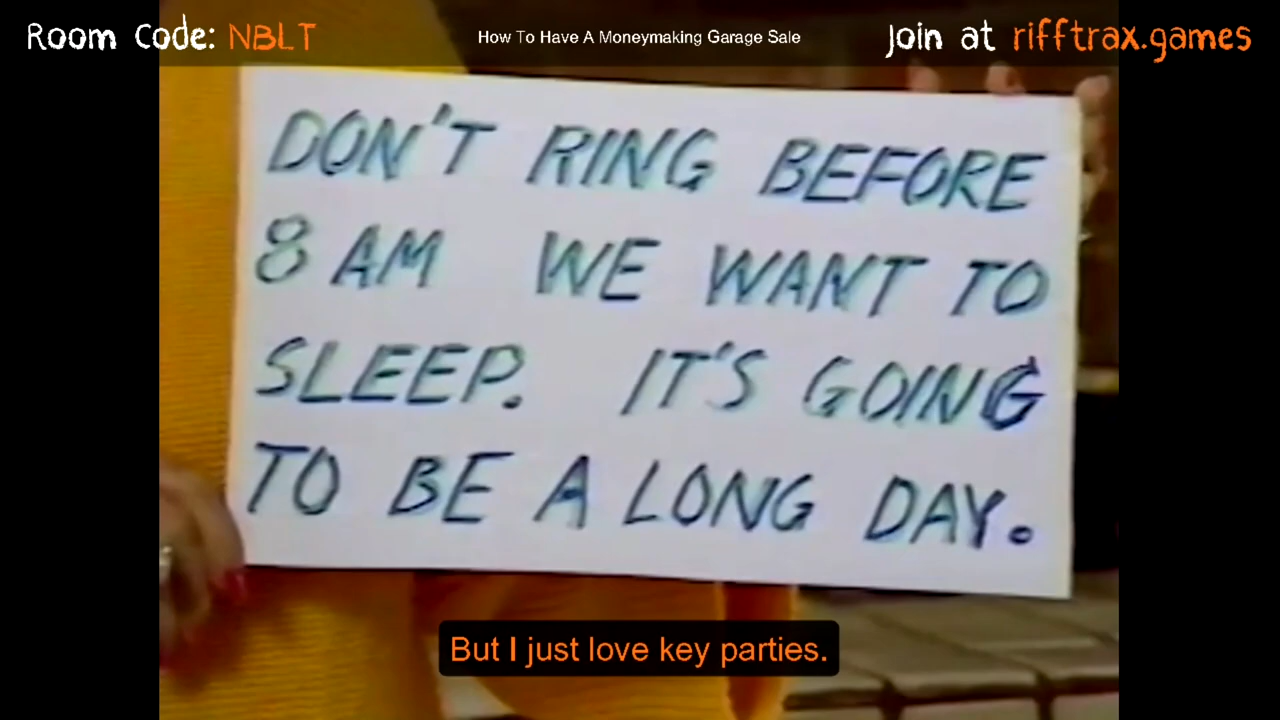 Room Code: NBLT
How To Have A Moneymaking Garage Sale
Join at rifftrax.games
DON'T RING BEFORE
8 AM WE WANT TO
SLEEP. IT'S GOING
TO BE A LONG DAY.
But I just love key parties.